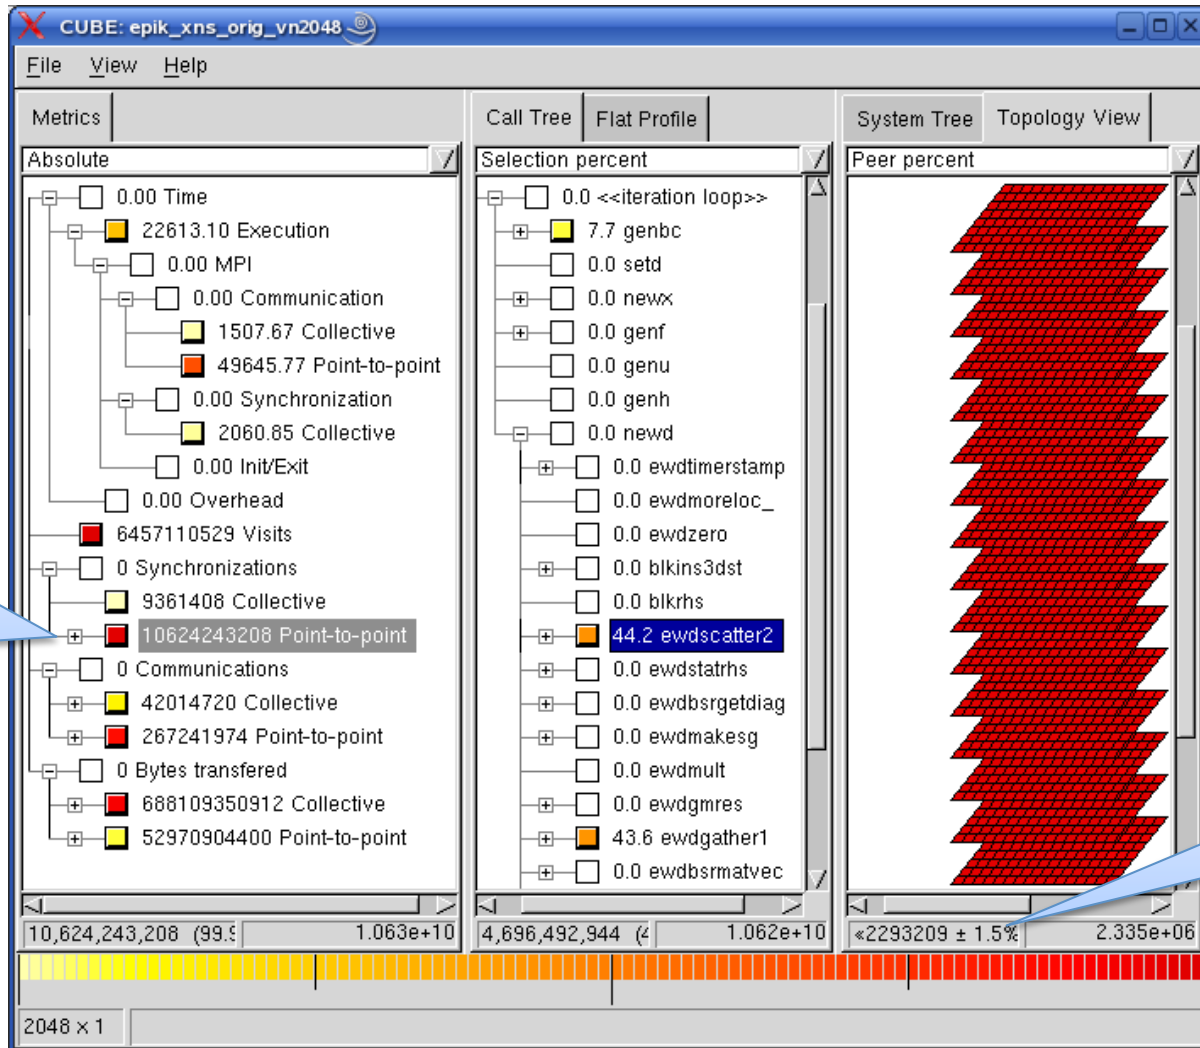 CUBE: epik_xns_orig_vn2048
File View Help
Metrics
Absolute
0.00 Time
22613.10 Execution
0.00 MPI
0.00 Communication
1507.67 Collective
49645.77 Point-to-point
0.00 Synchronization
2060.85 Collective
0.00 Init/Exit
0.00 Overhead
6457110529 Visits
0 Synchronizations
9361408 Collective
10624243208 Point-to-point
0 Communications
42014720 Collective
267241974 Point-to-point
0 Bytes transfered
688109350912 Collective
52970904400 Point-to-point
10,624,243,208 (99.9 1.063e+10
Call Tree Flat Profile
Selection percent
0.0 <<iteration loop>>
7.7 genbc
0.0 setd
0.0 newx
0.0 genf
0.0 genu
0.0 genh
0.0 newd
0.0 ewdtimerstamp
0.0 ewdmoreloc_
0.0 ewdzero
0.0 blkins3dst
0.0 blkrhs
44.2 ewdscatter2
0.0 ewdstatrhs
0.0 ewdbsrgetdiag
0.0 ewdmakesg
0.0 ewdmult
0.0 ewdgmres
43.6 ewdgather1
0.0 ewdbsrmatvec
4,696,492,944 (4 1.062e+10
System Tree Topology View
Peer percent
«2293209 ± 1.5% 2.335e+06
2048 × 1